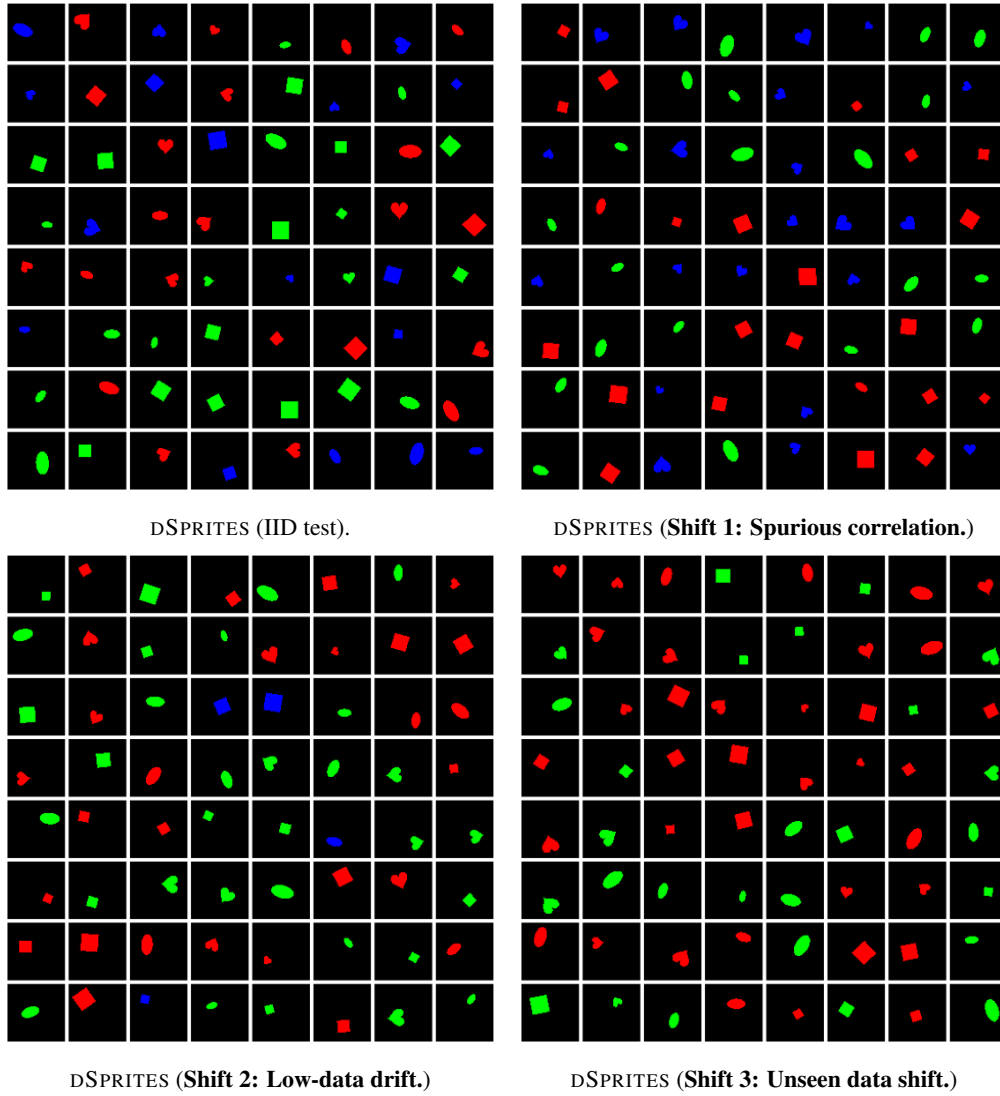 DSPRITES (IID test).
DSPRITES (Shift 1: Spurious correlation.)
DSPRITES (Shift 2: Low-data drift.)
DSPRITES (Shift 3: Unseen data shift.)